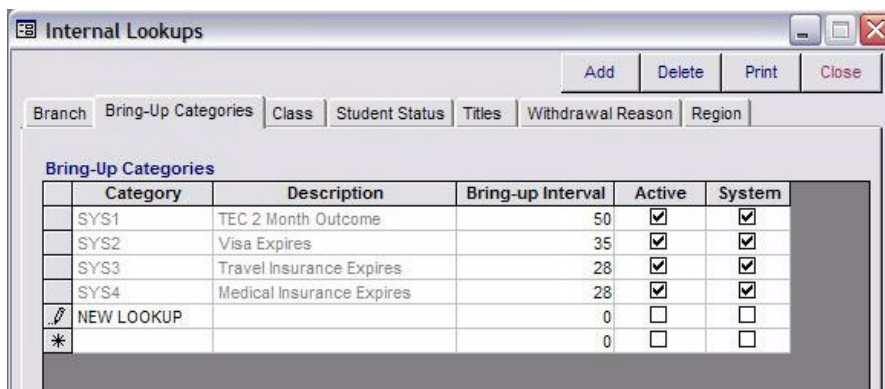 Internal Lookups
Add Delete Print Close
Branch Bring-Up Categories Class Student Status Titles Withdrawal Reason Region
Bring-Up Categories
Category Description Bring-up Interval Active System
SYS1 TEC 2 Month Outcome 50
SYS2 Visa Expires 35
SYS3 Travel Insurance Expires 28
SYS4 Medical Insurance Expires 28
NEW LOOKUP 0
0